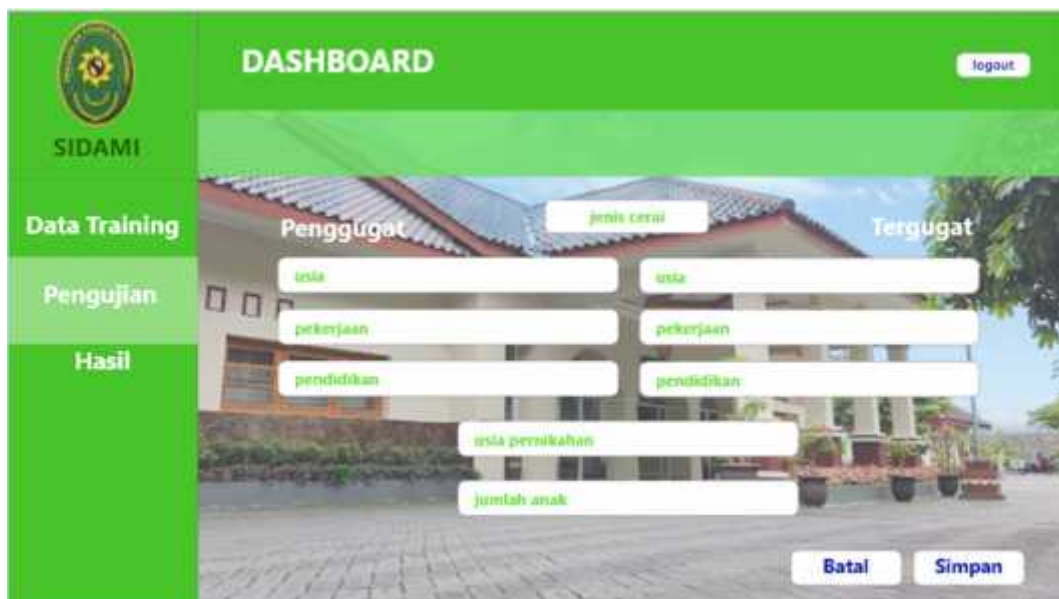 DASHBOARD
logout
SIDAMI
Data Training
Pengujian
Hasil
Penggugat
jenis cerai
Tergugat
usia
usia
pekerjaan
pekerjaan
pendidikan
pendidikan
usia pernikahan
jumlah anak
Batal
Simpan